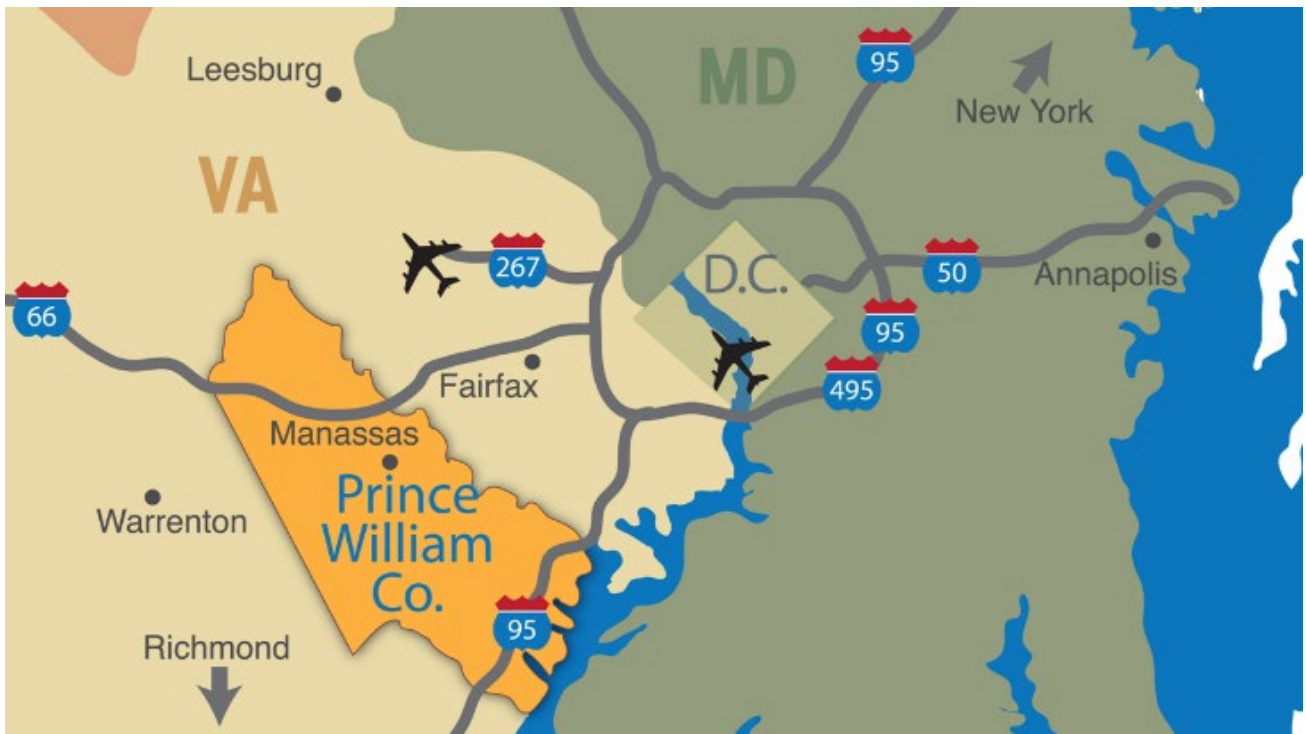 Leesburg
MD
95
New York
VA
267
D.C.
50
Annapolis
66
95
Fairfax
495
Manassas
Prince
William
Co.
Warrenton
95
Richmond